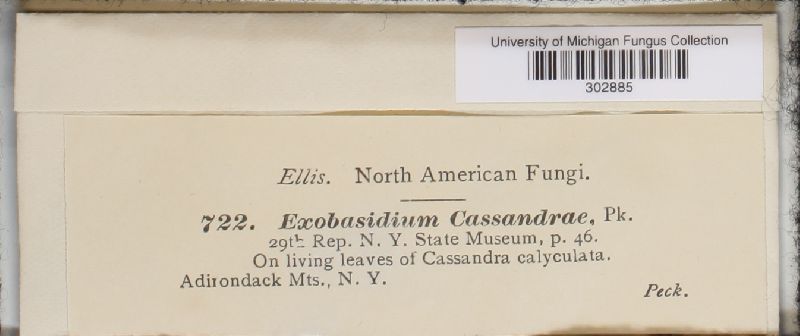 University of Michigan Fungus Collection
302885
Ellis. North American Fungi.
722. Exobasidium Cassandrae, Pk.
29th Rep. N. Y. State Museum, p. 46.
On living leaves of Cassandra calyculata.
Adirondack Mts., N. Y.
Peck.